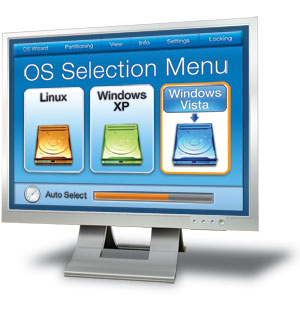 OS Wizard Partitioning View Info Settings Locking
OS Selection Menu
Linux
Windows
XP
Windows
Vista
Auto Select